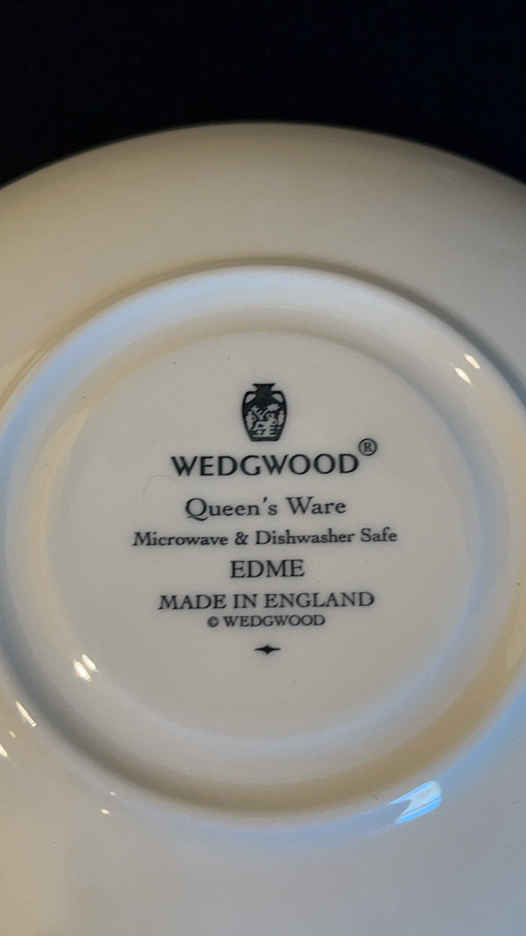 WEDGWOOD®
Queen's Ware
Microwave & Dishwasher Safe
EDME
MADE IN ENGLAND
© WEDGWOOD